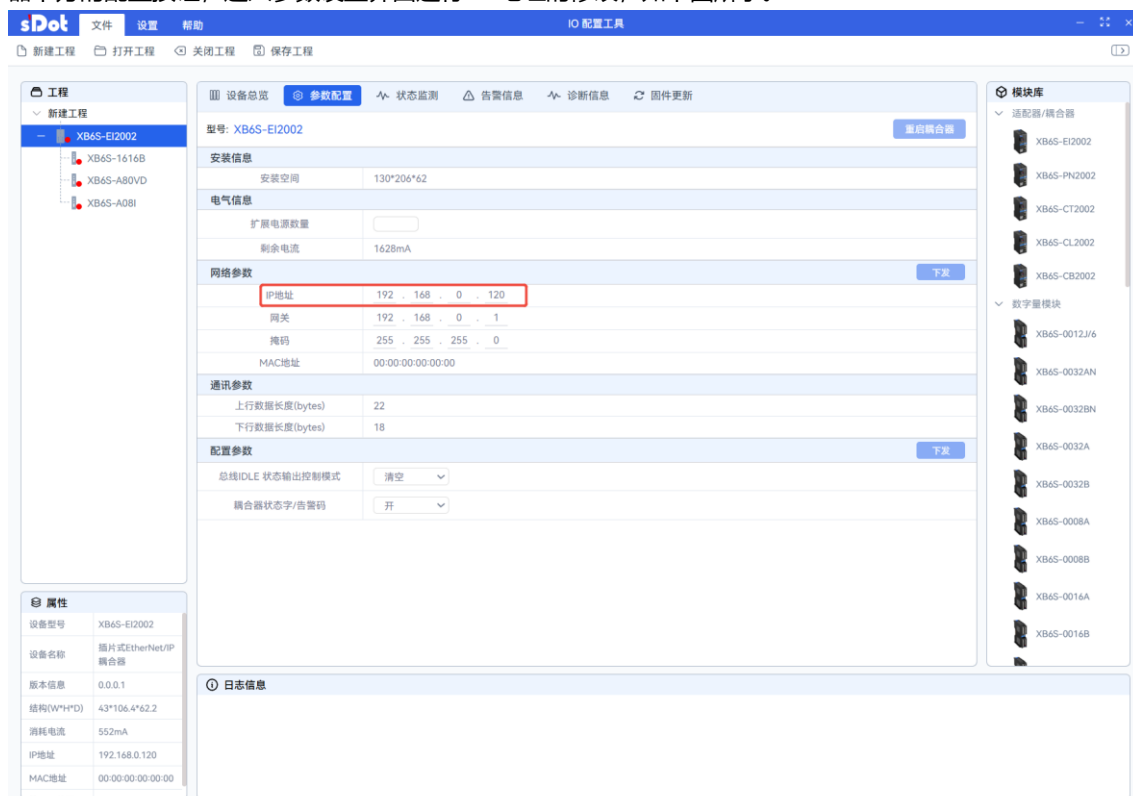 sDot 文件 设置 帮助 IO 配置工具
新建工程 打开工程 关闭工程 保存工程
工程
新建工程
XB6S-EI2002
XB6S-1616B
XB6S-A80VD
XB6S-A08I
设备总览 参数配置 状态监测 告警信息 诊断信息 固件更新
型号: XB6S-EI2002 重启耦合器
安装信息
安装空间 130*206*62
电气信息
扩展电源数量
剩余电流 1628mA
网络参数 下发
IP地址 192 . 168 . 0 . 120
网关 192 . 168 . 0 . 1
掩码 255 . 255 . 255 . 0
MAC地址 00:00:00:00:00:00
通讯参数
上行数据长度(bytes) 22
下行数据长度(bytes) 18
配置参数 下发
总线IDLE 状态输出控制模式 清空
耦合器状态字/告警码 开
模块库
适配器/耦合器
XB6S-EI2002
XB6S-PN2002
XB6S-CT2002
XB6S-CL2002
XB6S-CB2002
数字量模块
XB6S-0012J/6
XB6S-0032AN
XB6S-0032BN
XB6S-0032A
XB6S-0032B
XB6S-0008A
XB6S-0008B
XB6S-0016A
XB6S-0016B
属性
设备型号 XB6S-EI2002
设备名称 插片式EtherNet/IP
耦合器
版本信息 0.0.0.1
结构(W*H*D) 43*106.4*62.2
消耗电流 552mA
IP地址 192.168.0.120
MAC地址 00:00:00:00:00:00
日志信息